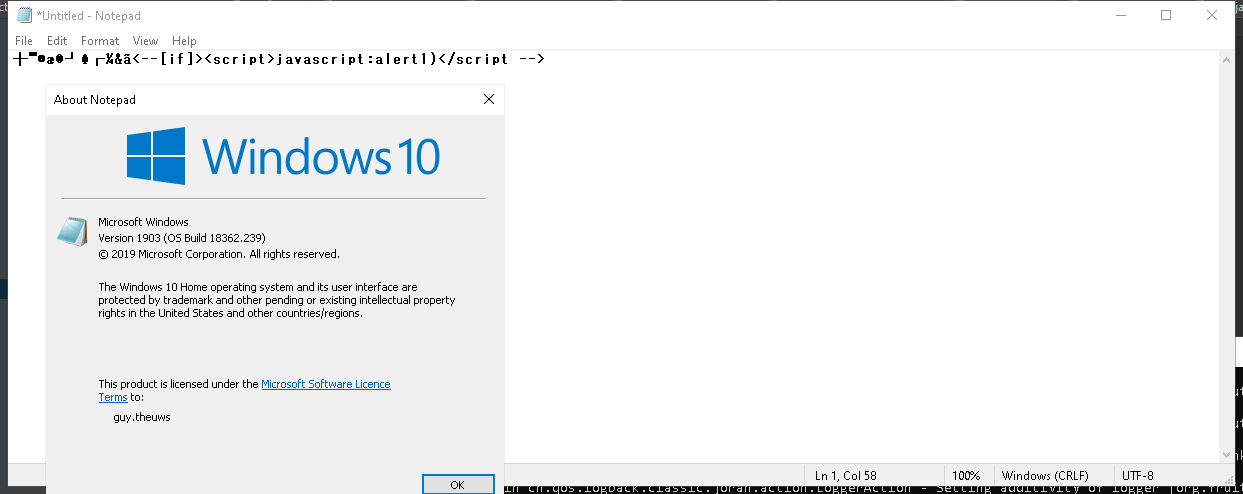 *Untitled - Notepad
File Edit Format View Help
<--[if]><script>javascript:alert1)</script -->
About Notepad
Windows 10
Microsoft Windows
Version 1903 (OS Build 18362.239)
© 2019 Microsoft Corporation. All rights reserved.
The Windows 10 Home operating system and its user interface are
protected by trademark and other pending or existing intellectual property
rights in the United States and other countries/regions.
This product is licensed under the Microsoft Software Licence
Terms to:
guy.theuws
OK
Ln 1, Col 58 100% Windows (CRLF) UTF-8
in ch.qos.logback.classic.joran.action.LoggerAction - Setting additivity of logger